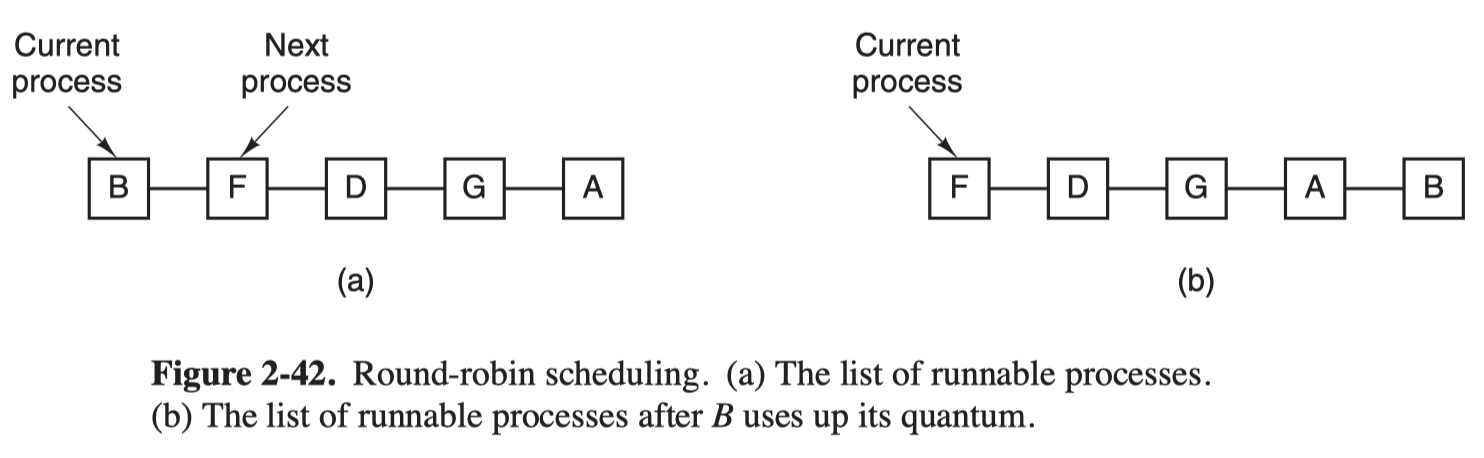 Current
process
Next
process
B
F
D
G
A
(a)
Current
process
F
D
G
A
B
(b)
Figure 2-42. Round-robin scheduling. (a) The list of runnable processes.
(b) The list of runnable processes after B uses up its quantum.